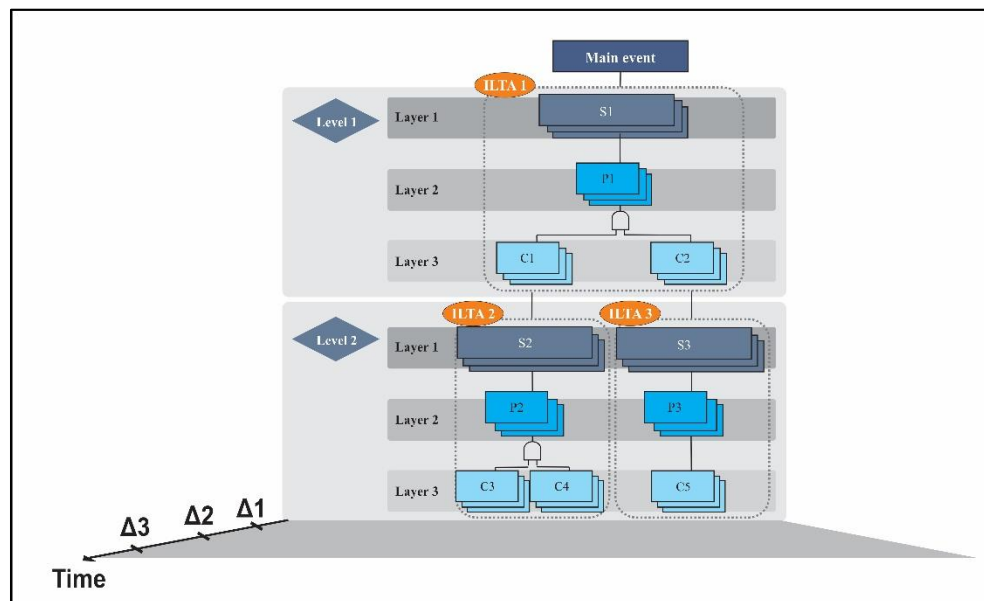 Main event
ILTA 1
Level 1
Layer 1
S1
Layer 2
P1
Layer 3
C1
C2
ILTA 2
ILTA 3
Level 2
Layer 1
S2
S3
Layer 2
P2
P3
Layer 3
C3
C4
C5
Δ3
Δ2
Δ1
Time